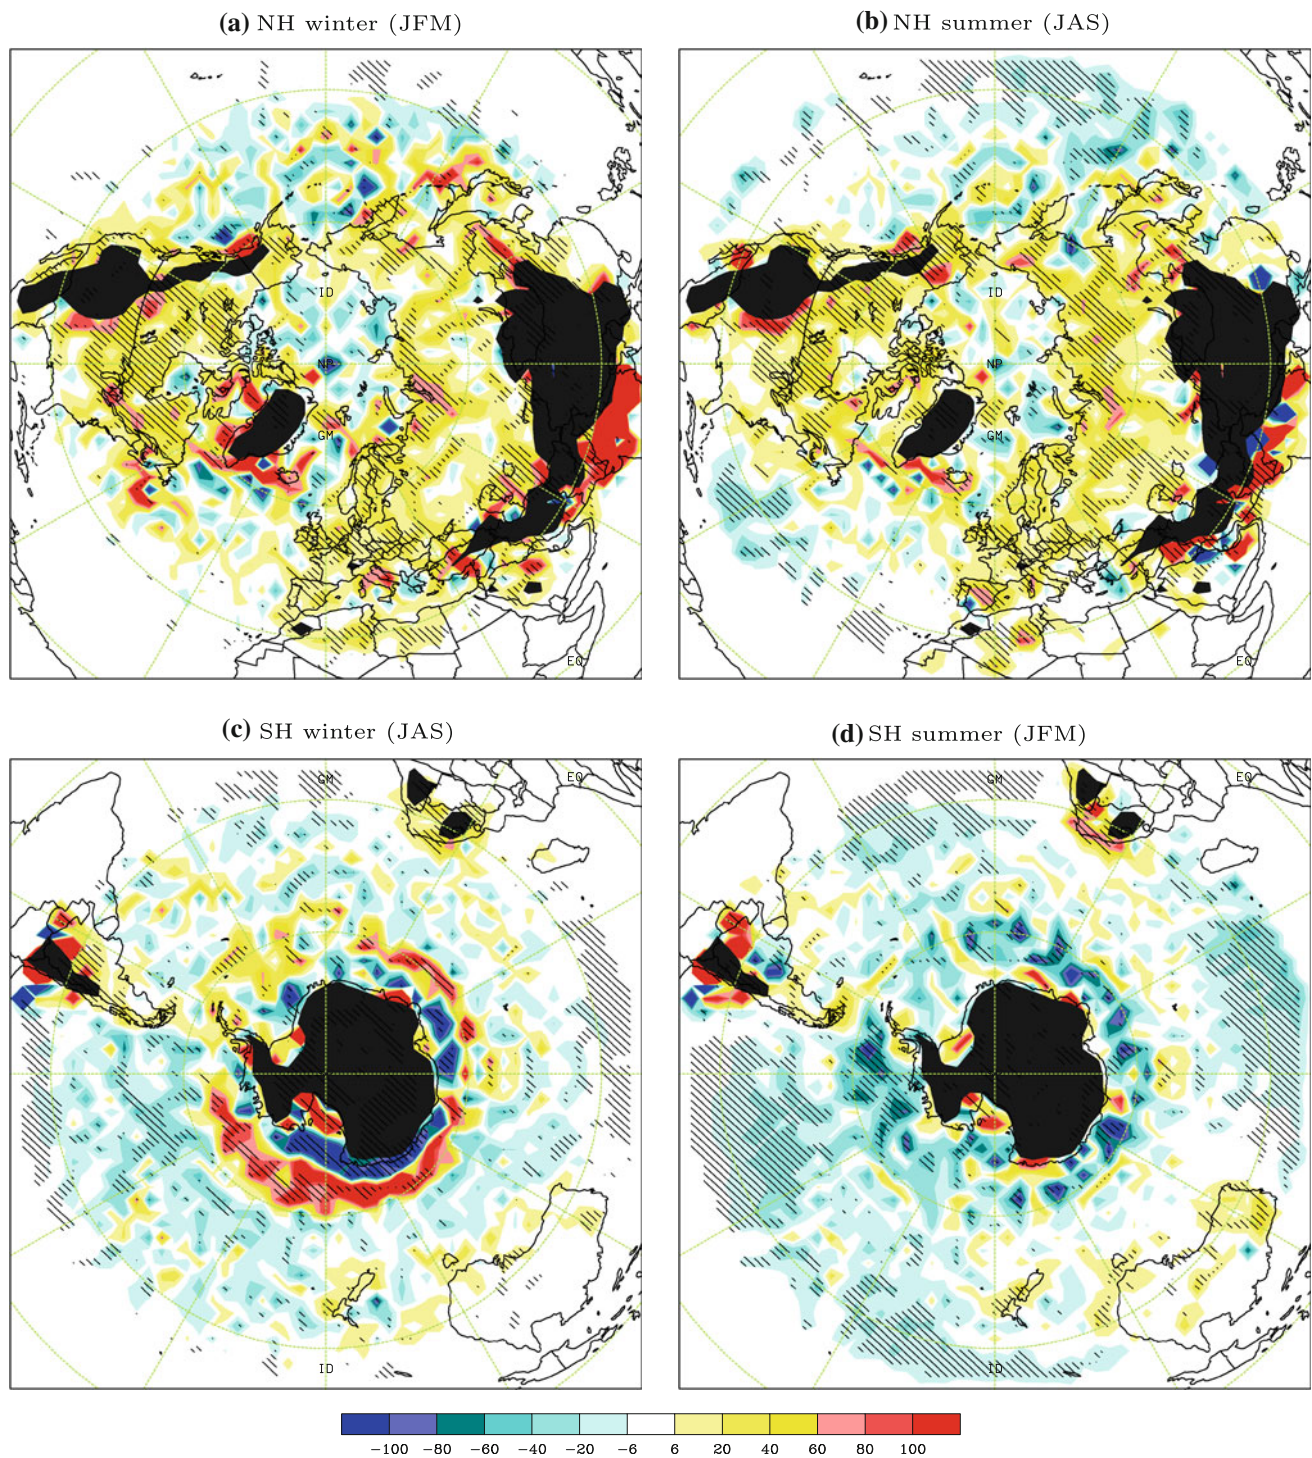 (a) NH winter (JFM)
(b) NH summer (JAS)
ID
NP
GM
EQ
ID
NP
GM
EQ
(c) SH winter (JAS)
(d) SH summer (JFM)
GM
EQ
ID
GM
EQ
ID
−100 −80 −60 −40 −20 −6 6 20 40 60 80 100